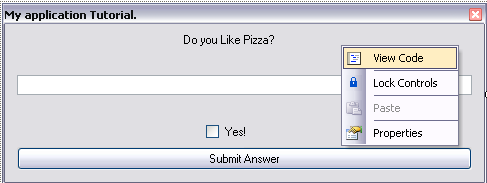 My application Tutorial.
Do you Like Pizza?
View Code
Lock Controls
Paste
Properties
Yes!
Submit Answer